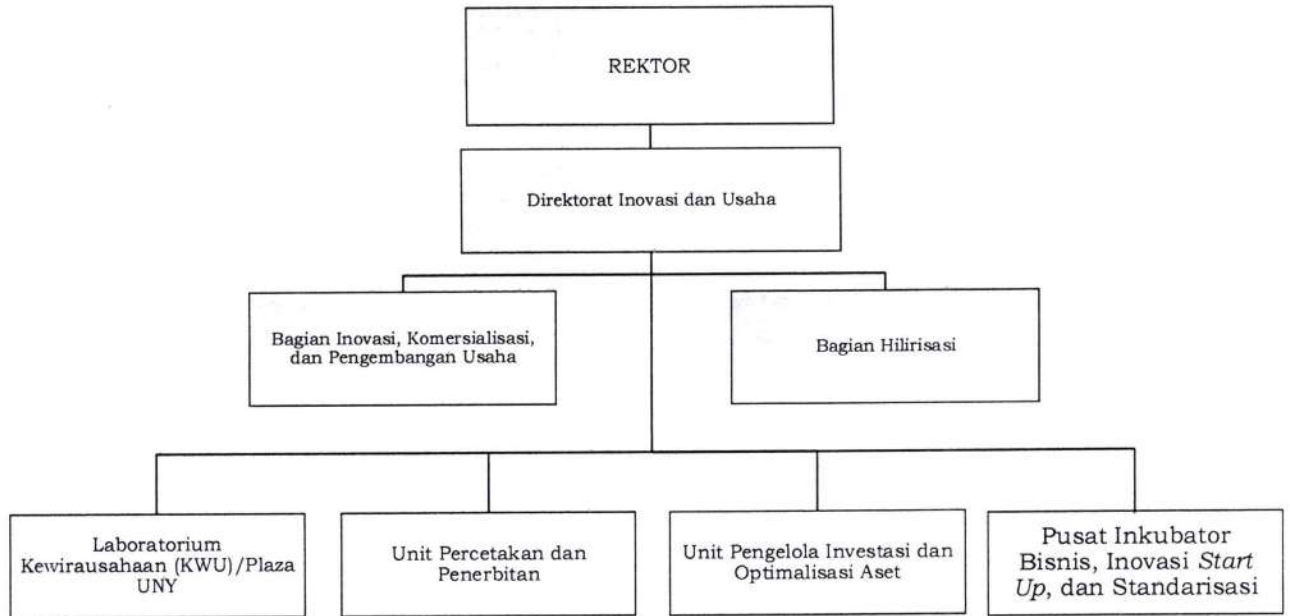 REKTOR
Direktorat Inovasi dan Usaha
Bagian Inovasi, Komersialisasi,
dan Pengembangan Usaha
Bagian Hilirisasi
Laboratorium
Kewirausahaan (KWU)/Plaza
UNY
Unit Percetakan dan
Penerbitan
Unit Pengelola Investasi dan
Optimalisasi Aset
Pusat Inkubator
Bisnis, Inovasi Start
Up, dan Standarisasi